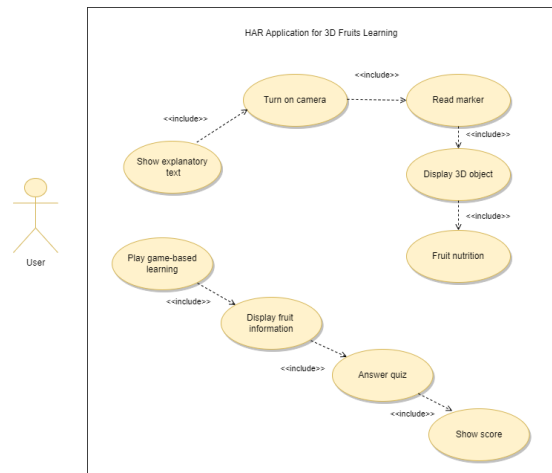 HAR Application for 3D Fruits Learning
<<include>>
Turn on camera
Read marker
<<include>>
<<include>>
Show explanatory
text
Display 3D object
<<include>>
User
Play game-based
learning
Fruit nutrition
<<include>>
Display fruit
information
<<include>>
Answer quiz
<<include>>
Show score